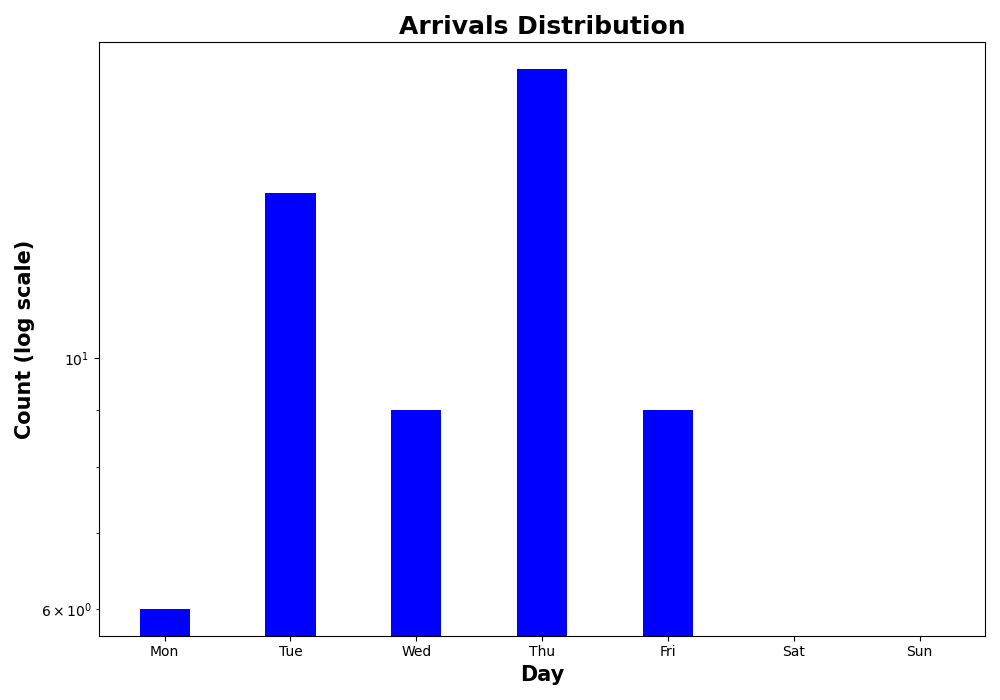 Arrivals Distribution
Count (log scale)
10¹
6 × 10⁰
Mon Tue Wed Thu Fri Sat Sun
Day